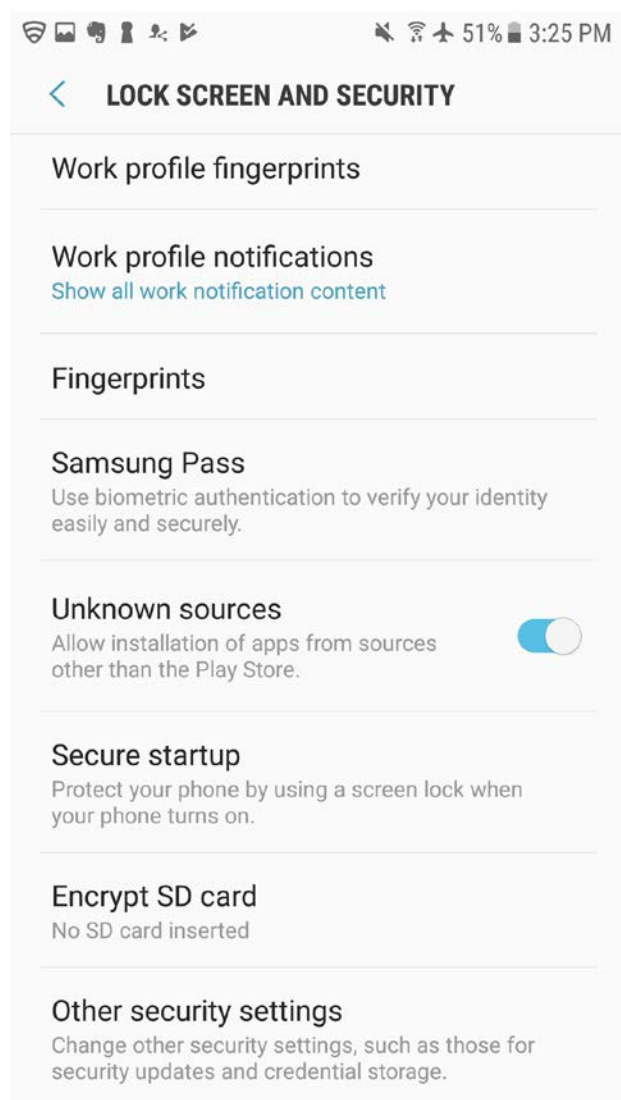 51% 3:25 PM
LOCK SCREEN AND SECURITY
Work profile fingerprints
Work profile notifications
Show all work notification content
Fingerprints
Samsung Pass
Use biometric authentication to verify your identity
easily and securely.
Unknown sources
Allow installation of apps from sources
other than the Play Store.
Secure startup
Protect your phone by using a screen lock when
your phone turns on.
Encrypt SD card
No SD card inserted
Other security settings
Change other security settings, such as those for
security updates and credential storage.